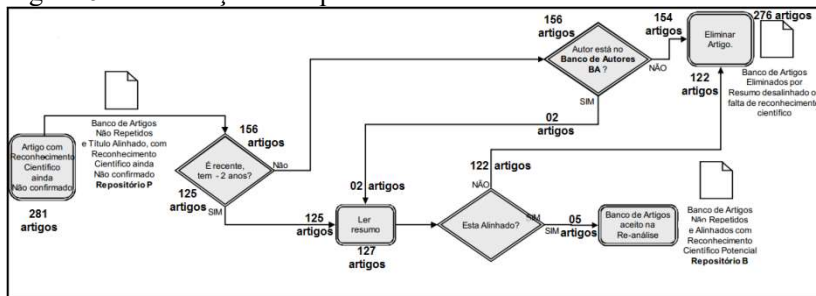 156
artigos
154
artigos
276 artigos
Autor está no
Banco de Autores
BA ?
Eliminar
Artigo.
NÃO
SIM
Banco de Artigos
Eliminados por
Resumo desalinhado o
falta de reconhecimento
científico
122
artigos
02
artigos
Banco de Artigos
Não Repetidos
e Título Alinhado, com
Reconhecimento
Científico ainda
Não confirmado
Repositório P
Artigo com
Reconhecimento
Científico
ainda
Não confirmado
281
artigos
156
artigos
É recente,
tem - 2 anos?
Não
125
artigos
SIM
125
artigos
02 artigos
Ler
resumo
127
artigos
122
artigos
NÃO
Esta Alinhado?
SIM
SIM
05
artigos
Banco de Artigos
aceito na
Re-análise
Banco de Artigos
Não Repetidos
e Alinhados com
Reconhecimento
Científico Potencial
Repositório B